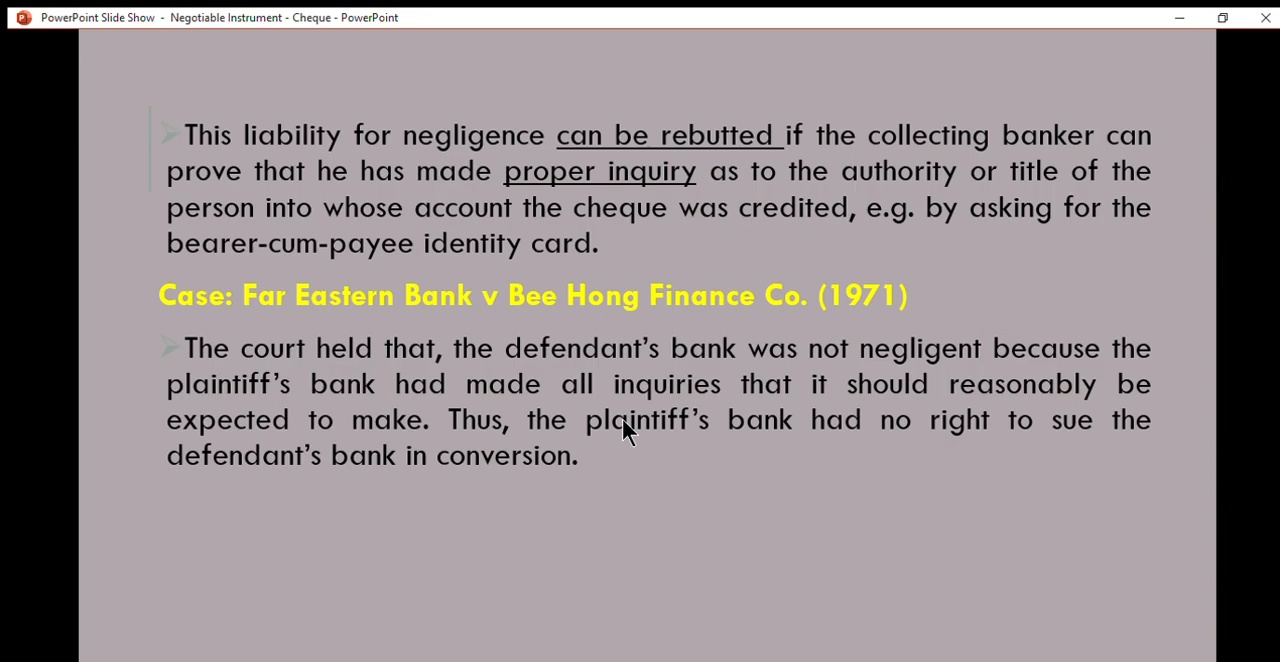 PowerPoint Slide Show - Negotiable Instrument - Cheque - PowerPoint
This liability for negligence can be rebutted if the collecting banker can
prove that he has made proper inquiry as to the authority or title of the
person into whose account the cheque was credited, e.g. by asking for the
bearer-cum-payee identity card.
Case: Far Eastern Bank v Bee Hong Finance Co. (1971)
The court held that, the defendant's bank was not negligent because the
plaintiff's bank had made all inquiries that it should reasonably be
expected to make. Thus, the plaintiff's bank had no right to sue the
defendant's bank in conversion.